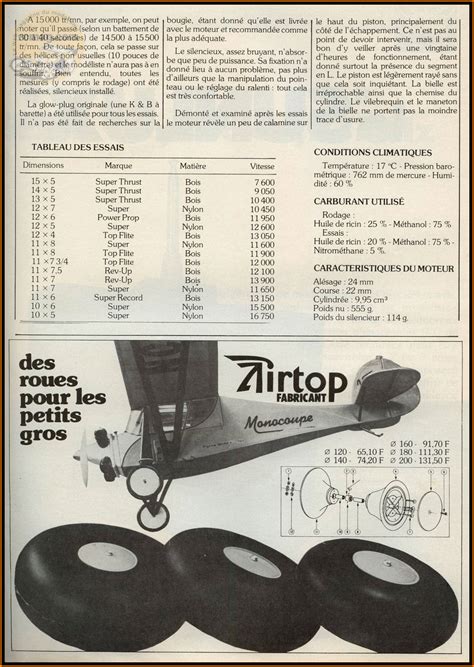 A 15000 tr/mn, par exemple, on peut
noter qu'il passe (selon un battement de
30 à 40 secondes) de 14500 à 15500
tr/mn. De toute façon, cela se passe sur
des hélices non usuelles (10 pouces de
diamètre) et le modéliste n'aura pas à en
souffrir. Bien entendu, toutes les
mesures (y compris le rodage) ont été
réalisées, silencieux installé.
La glow-plug originale (une K & B à
barette) a été utilisée pour tous les essais.
Il n'a pas été fait de recherches sur la
bougie, étant donné qu'elle est livrée
avec le moteur et recommandée comme
la plus adéquate.
Le silencieux, assez bruyant, n'absor-
be que peu de puissance. Sa fixation n'a
donné lieu à aucun problème, pas plus
d'ailleurs que la manipulation du pointeau
ou le réglage du ralenti : tout cela
est très confortable.
Démonté et examiné après les essais
le moteur révèle un peu de calamine sur
le haut du piston, principalement du
côté de l'échappement. Ce n'est pas au
point de devoir intervenir, mais il sera
bon d'y veiller après une vingtaine
d'heures de fonctionnement, étant
donné surtout la présence du segment
en L. Le piston est légèrement rayé sans
que cela soit inquiétant. La bielle est
irréprochable ainsi que la chemise du
cylindre. Le vilebrequin et le maneton
de la bielle ne portent pas la moindre
trace d'usure.
TABLEAU DES ESSAIS
Dimensions Marque Matière Vitesse
15 × 5 Super Thrust Bois 7 600
14 × 5 Super Thrust Bois 9 050
13 × 5 Super Thrust Bois 10 400
12 × 7 Super Nylon 10 450
12 × 6 Power Prop Bois 11 950
12 × 5 Super Nylon 12 600
12 × 4 Top Flite Bois 13 050
11 × 8 Super Nylon 11 600
11 × 8 Top Flite Bois 10 900
11 × 7 3/4 Top Flite Bois 11 250
11 × 7,5 Rev-Up Bois 12 100
11 × 7 Rev-Up Bois 13 900
11 × 7 Super Nylon 11 650
11 × 6 Super Record Bois 13 150
10 × 6 Super Nylon 15 500
10 × 5 Super Nylon 16 750
CONDITIONS CLIMATIQUES
Température : 17 °C - Pression baro-
métrique : 762 mm de mercure - Humi-
dité : 60 %
CARBURANT UTILISÉ
Rodage :
Huile de ricin : 25 % - Méthanol : 75 %
Essais :
Huile de ricin : 20 % - Méthanol : 75 % -
Nitrométhane : 5 %.
CARACTERISTIQUES DU MOTEUR
Alésage : 24 mm
Course : 22 mm
Cylindrée : 9,95 cm³
Poids nu : 555 g.
Poids du silencieux : 114 g.
des
roues
pour les
petits
gros
Airtop
FABRICANT
Monocoupe
Ø 160 - 91,70 F
Ø 120 - 65,10 F Ø 180 - 111,30 F
Ø 140 - 74,20 F Ø 200 - 131,50 F